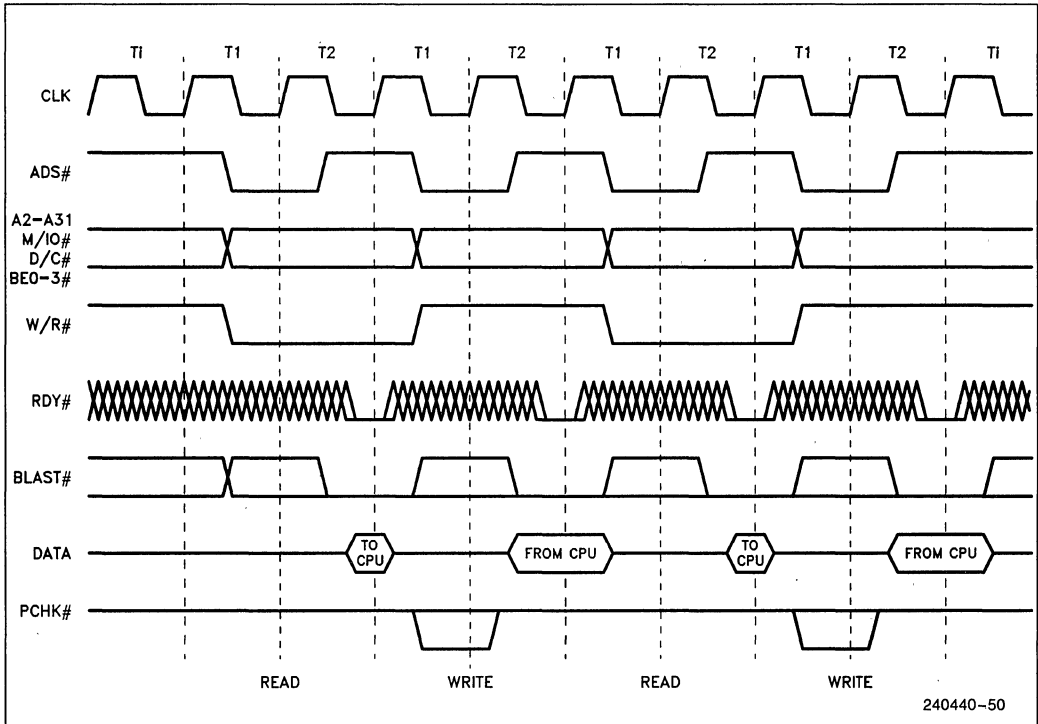 Ti T1 T2 T1 T2 T1 T2 T1 T2 Ti
CLK
ADS#
A2-A31
M/IO#
D/C#
BE0-3#
W/R#
RDY#
BLAST#
DATA TO CPU FROM CPU TO CPU FROM CPU
PCHK#
READ WRITE READ WRITE
240440-50